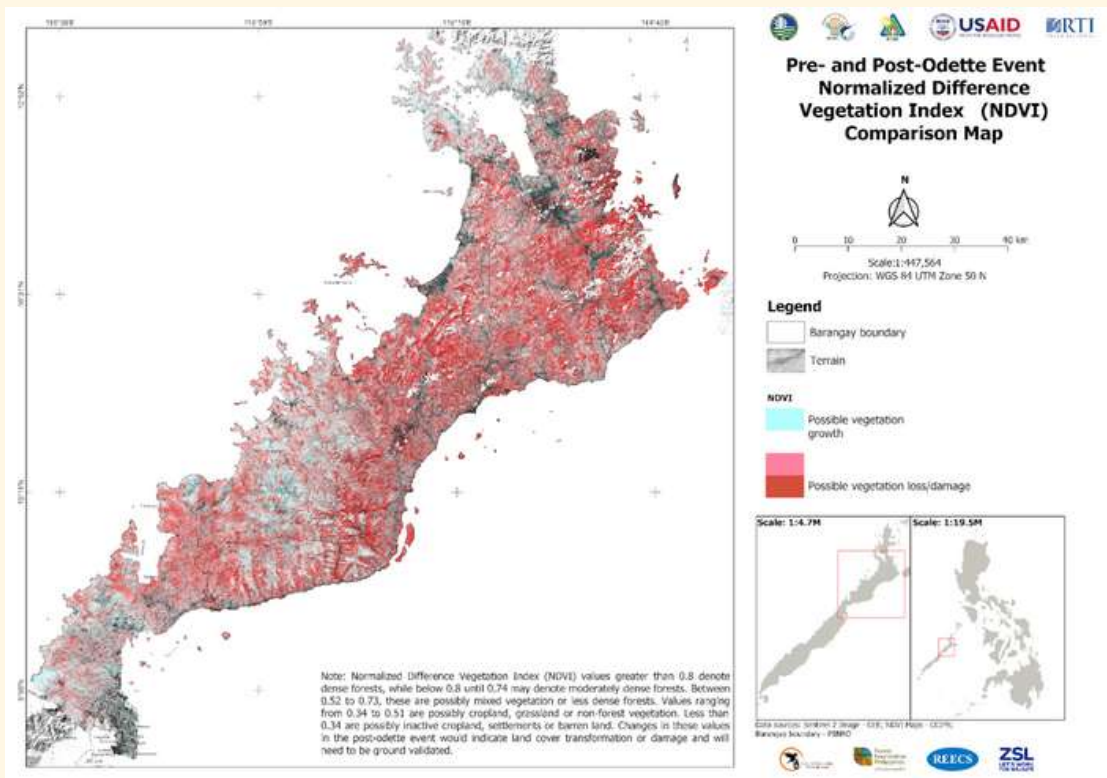 USAID
RTI
Pre- and Post-Odette Event
Normalized Difference
Vegetation Index (NDVI)
Comparison Map
N
0 10 20 30 40 km
Scale:1:447,564
Projection: WGS 84 UTM Zone 50 N
Legend
Barangay boundary
Terrain
NDVI
Possible vegetation
growth
Possible vegetation loss/damage
Scale: 1:4.7M
Scale: 1:19.5M
Note: Normalized Difference Vegetation Index (NDVI) values greater than 0.8 denote
dense forests, while below 0.8 until 0.74 may denote moderately dense forests. Between
0.52 to 0.73, these are possibly mixed vegetation or less dense forests. Values ranging
from 0.34 to 0.51 are possibly cropland, grassland or non-forest vegetation. Less than
0.34 are possibly inactive cropland, settlements or barren land. Changes in these values
in the post-odette event would indicate land cover transformation or damage and will
need to be ground validated.
Barangay boundary -
REECS
ZSL
LET'S WORK
FOR WILDLIFE